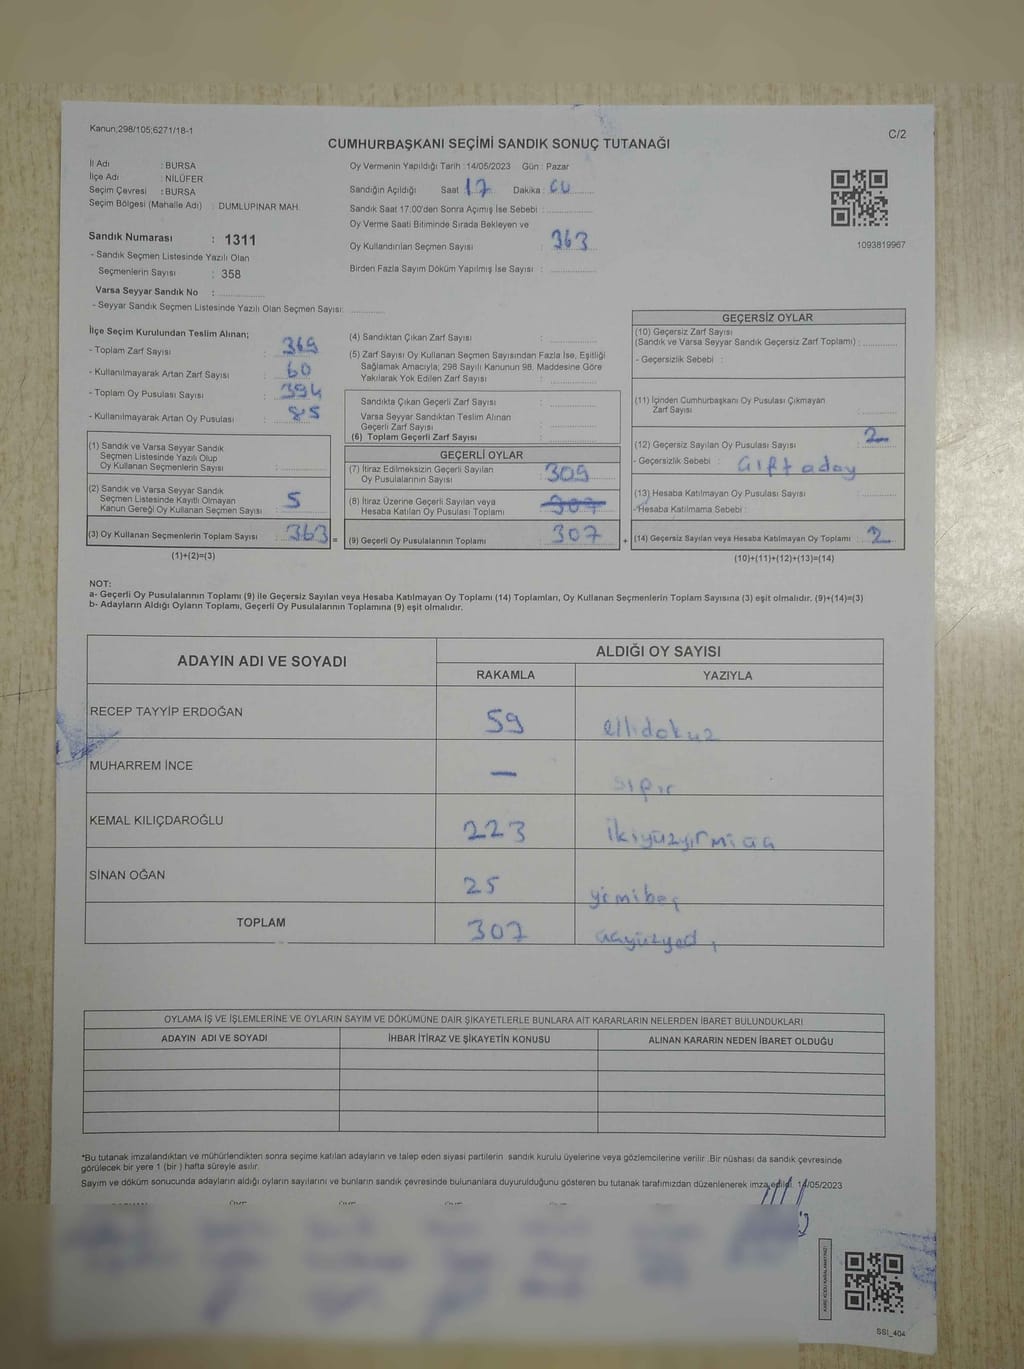 Kanun;298/105;6271/18-1
C/2
CUMHURBAŞKANI SEÇİMİ SANDIK SONUÇ TUTANAĞI
İl Adı : BURSA
İlçe Adı : NİLÜFER
Seçim Çevresi : BURSA
Seçim Bölgesi (Mahalle Adı) : DUMLUPINAR MAH.
Sandık Numarası : 1311
- Sandık Seçmen Listesinde Yazılı Olan
Seçmenlerin Sayısı : 358
Varsa Seyyar Sandık No :
- Seyyar Sandık Seçmen Listesinde Yazılı Olan Seçmen Sayısı:
Oy Vermenin Yapıldığı Tarih :14/05/2023 Gün : Pazar
Sandığın Açıldığı Saat 17 Dakika :
Sandık Saat 17:00'den Sonra Açımış İse Sebebi :
Oy Verme Saati Bitiminde Sırada Bekleyen ve
Oy Kullandırılan Seçmen Sayısı : 363
Birden Fazla Sayım Döküm Yapılmış İse Sayısı :
1093819967
İlçe Seçim Kurulundan Teslim Alınan;
- Toplam Zarf Sayısı : 369
- Kullanılmayarak Artan Zarf Sayısı : 60
- Toplam Oy Pusulası Sayısı : 394
- Kullanılmayarak Artan Oy Pusulası : 85
(1) Sandık ve Varsa Seyyar Sandık
Seçmen Listesinde Yazılı Olup
Oy Kullanan Seçmenlerin Sayısı :
(2) Sandık ve Varsa Seyyar Sandık
Seçmen Listesinde Kayıtlı Olmayan
Kanun Gereği Oy Kullanan Seçmen Sayısı : 5
(3) Oy Kullanan Seçmenlerin Toplam Sayısı : 363 =
(1)+(2)=(3)
(4) Sandıktan Çıkan Zarf Sayısı :
(5) Zarf Sayısı Oy Kullanan Seçmen Sayısından Fazla İse, Eşitliği
Sağlamak Amacıyla; 298 Sayılı Kanunun 98. Maddesine Göre
Yakılarak Yok Edilen Zarf Sayısı :
Sandıkta Çıkan Geçerli Zarf Sayısı :
Varsa Seyyar Sandıktan Teslim Alınan
Geçerli Zarf Sayısı :
(6) Toplam Geçerli Zarf Sayısı :
GEÇERLİ OYLAR
(7) İtiraz Edilmeksizin Geçerli Sayılan
Oy Pusulalarının Sayısı : 309
(8) İtiraz Üzerine Geçerli Sayılan veya
Hesaba Katılan Oy Pusulası Toplamı : 307
(9) Geçerli Oy Pusulalarının Toplamı : 307 +
GEÇERSİZ OYLAR
(10) Geçersiz Zarf Sayısı
(Sandık ve Varsa Seyyar Sandık Geçersiz Zarf Toplamı) :
- Geçersizlik Sebebi :
(11) İçinden Cumhurbaşkanı Oy Pusulası Çıkmayan
Zarf Sayısı :
(12) Geçersiz Sayılan Oy Pusulası Sayısı : 2
- Geçersizlik Sebebi : Çift aday
(13) Hesaba Katılmayan Oy Pusulası Sayısı :
- Hesaba Katılmama Sebebi :
(14) Geçersiz Sayılan veya Hesaba Katılmayan Oy Toplamı : 2
(10)+(11)+(12)+(13)=(14)
NOT:
a- Geçerli Oy Pusulalarının Toplamı (9) ile Geçersiz Sayılan veya Hesaba Katılmayan Oy Toplamı (14) Toplamları, Oy Kullanan Seçmenlerin Toplam Sayısına (3) eşit olmalıdır. (9)+(14)=(3)
b- Adayların Aldığı Oyların Toplamı, Geçerli Oy Pusulalarının Toplamına (9) eşit olmalıdır.
ADAYIN ADI VE SOYADI
ALDIĞI OY SAYISI
RAKAMLA YAZIYLA
RECEP TAYYİP ERDOĞAN 59 ellidokuz
MUHARREM İNCE — sıfır
KEMAL KILIÇDAROĞLU 223 ikiyüzyirmiüç
SİNAN OĞAN 25 yirmibeş
TOPLAM 307 üçyüzyedi
OYLAMA İŞ VE İŞLEMLERİNE VE OYLARIN SAYIM VE DÖKÜMÜNE DAİR ŞİKAYETLERLE BUNLARA AİT KARARLARIN NELERDEN İBARET BULUNDUKLARI
ADAYIN ADI VE SOYADI İHBAR İTİRAZ VE ŞİKAYETİN KONUSU ALINAN KARARIN NEDEN İBARET OLDUĞU
*Bu tutanak imzalandıktan ve mühürlendikten sonra seçime katılan adayların ve talep eden siyasi partilerin sandık kurulu üyelerine veya gözlemcilerine verilir .Bir nüshası da sandık çevresinde
görülecek bir yere 1 (bir ) hafta süreyle asılır.
Sayım ve döküm sonucunda adayların aldığı oyların sayılarını ve bunların sandık çevresinde bulunanlara duyurulduğunu gösteren bu tutanak tarafımızdan düzenlenerek imza edildi. 14/05/2023
SSI_404